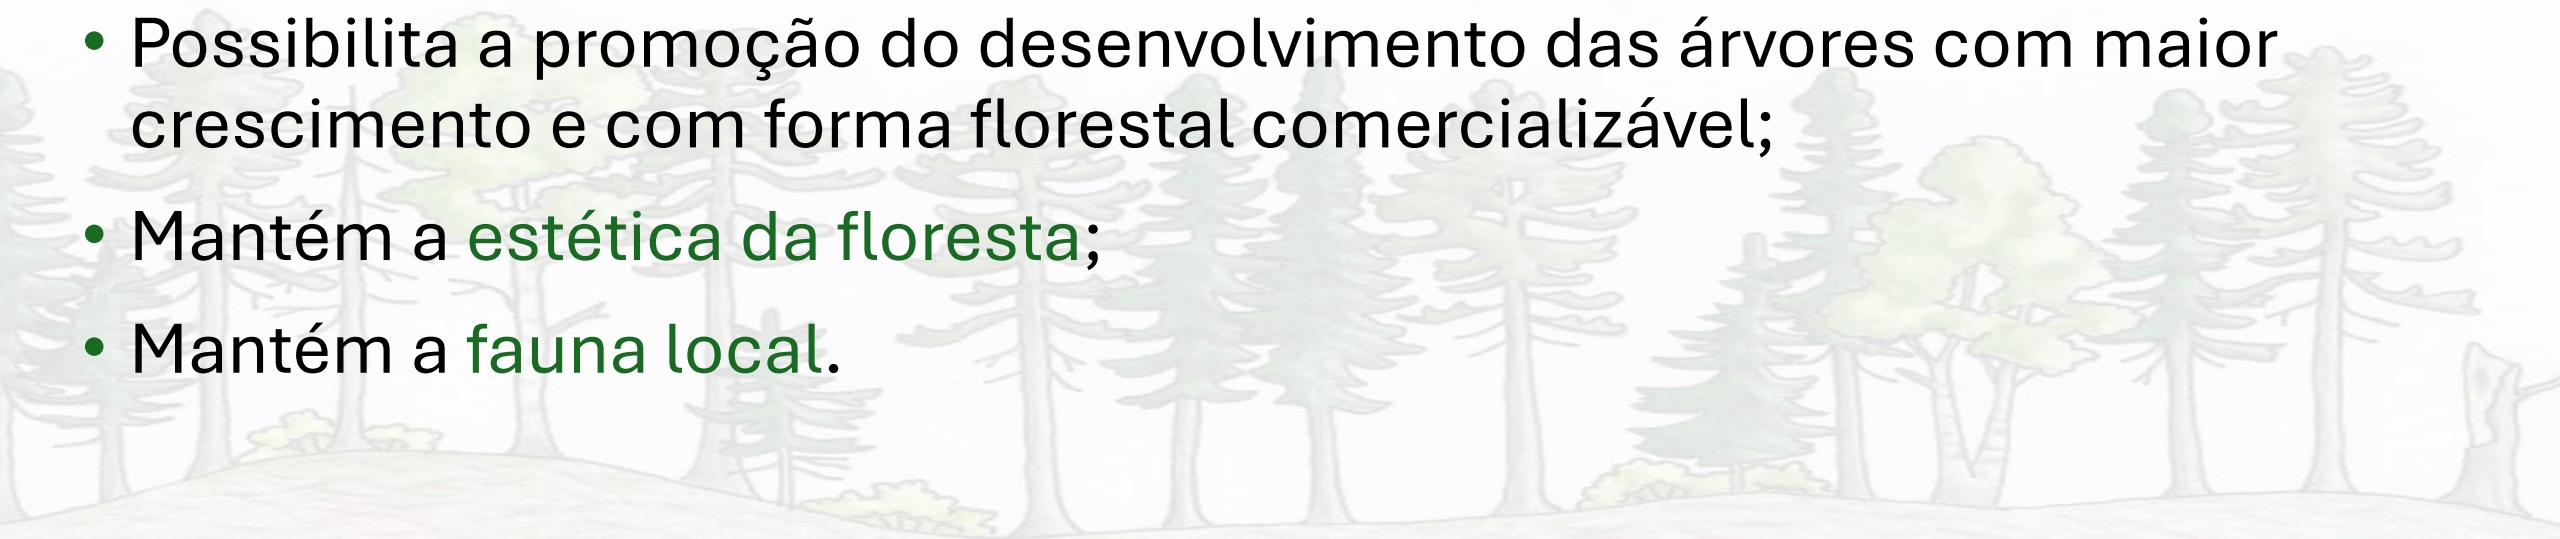 • Possibilita a promoção do desenvolvimento das árvores com maior
crescimento e com forma florestal comercializável;
• Mantém a estética da floresta;
• Mantém a fauna local.